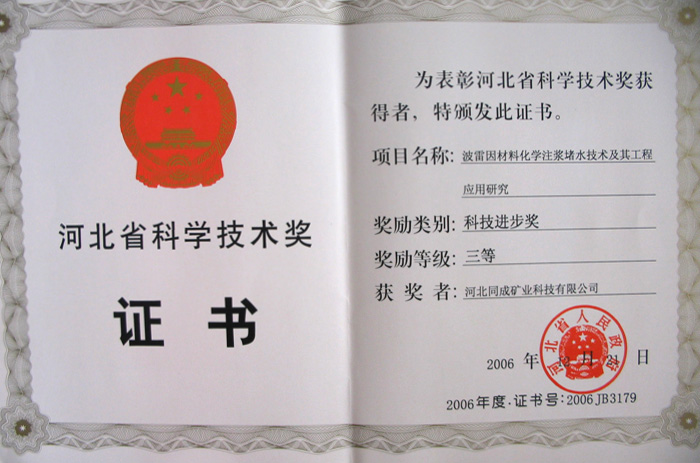 河北省科学技术奖
证书
为表彰河北省科学技术奖获
得者，特颁发此证书。
项目名称：波雷因材料化学注浆堵水技术及其工程
应用研究
奖励类别：科技进步奖
奖励等级：三等
获奖者：河北同成矿业科技有限公司
河北省人民政府
2006 年 月 日
2006年度·证书号：2006JB3179